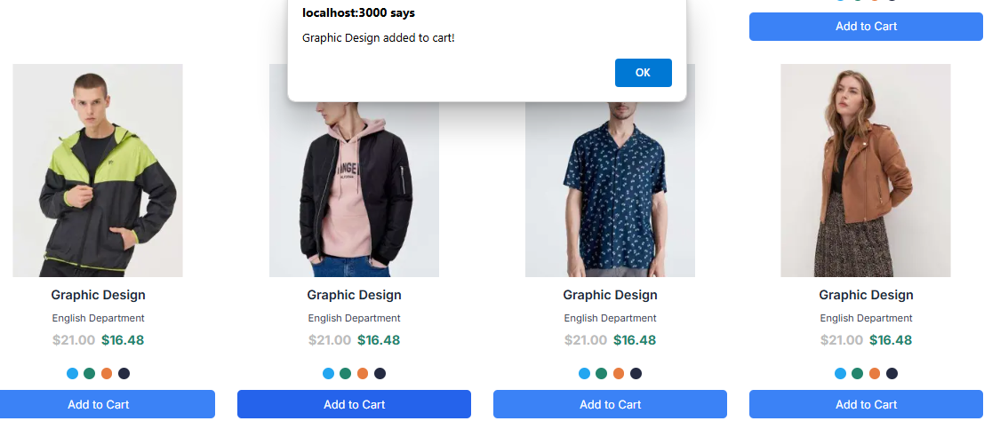 localhost:3000 says
Graphic Design added to cart!
OK
Add to Cart
Graphic Design
English Department
$21.00 $16.48
Add to Cart
Graphic Design
English Department
$21.00 $16.48
Add to Cart
Graphic Design
English Department
$21.00 $16.48
Add to Cart
Graphic Design
English Department
$21.00 $16.48
Add to Cart